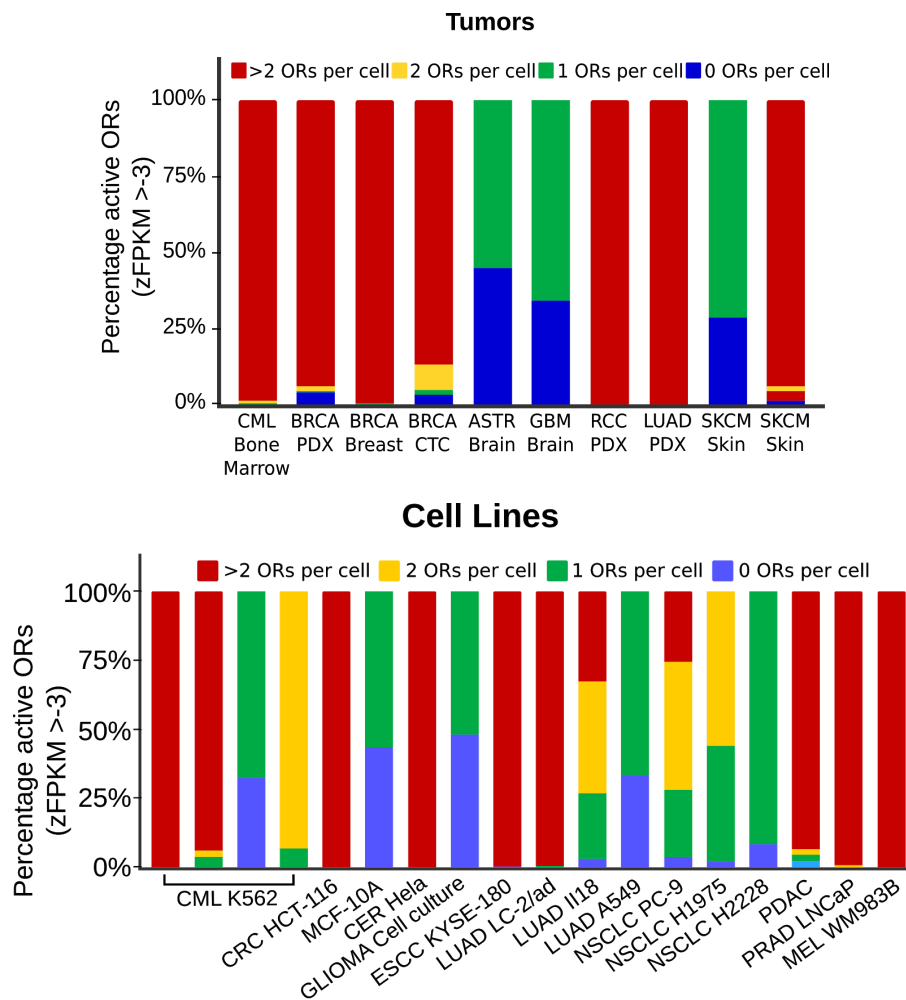 Tumors
>2 ORs per cell 2 ORs per cell 1 ORs per cell 0 ORs per cell
Percentage active ORs
(zFPKM >-3)
100%
75%
50%
25%
0%
CML BRCA BRCA BRCA ASTR GBM RCC LUAD SKCM SKCM
Bone PDX Breast CTC Brain Brain PDX PDX Skin Skin
Marrow
Cell Lines
>2 ORs per cell 2 ORs per cell 1 ORs per cell 0 ORs per cell
Percentage active ORs
(zFPKM >-3)
100%
75%
50%
25%
0%
CML K562
CRC HCT-116
MCF-10A
CER Hela
GLIOMA Cell culture
ESCC KYSE-180
LUAD LC-2/ad
LUAD II18
LUAD A549
NSCLC PC-9
NSCLC H1975
NSCLC H2228
PDAC
PRAD LNCaP
MEL WM983B